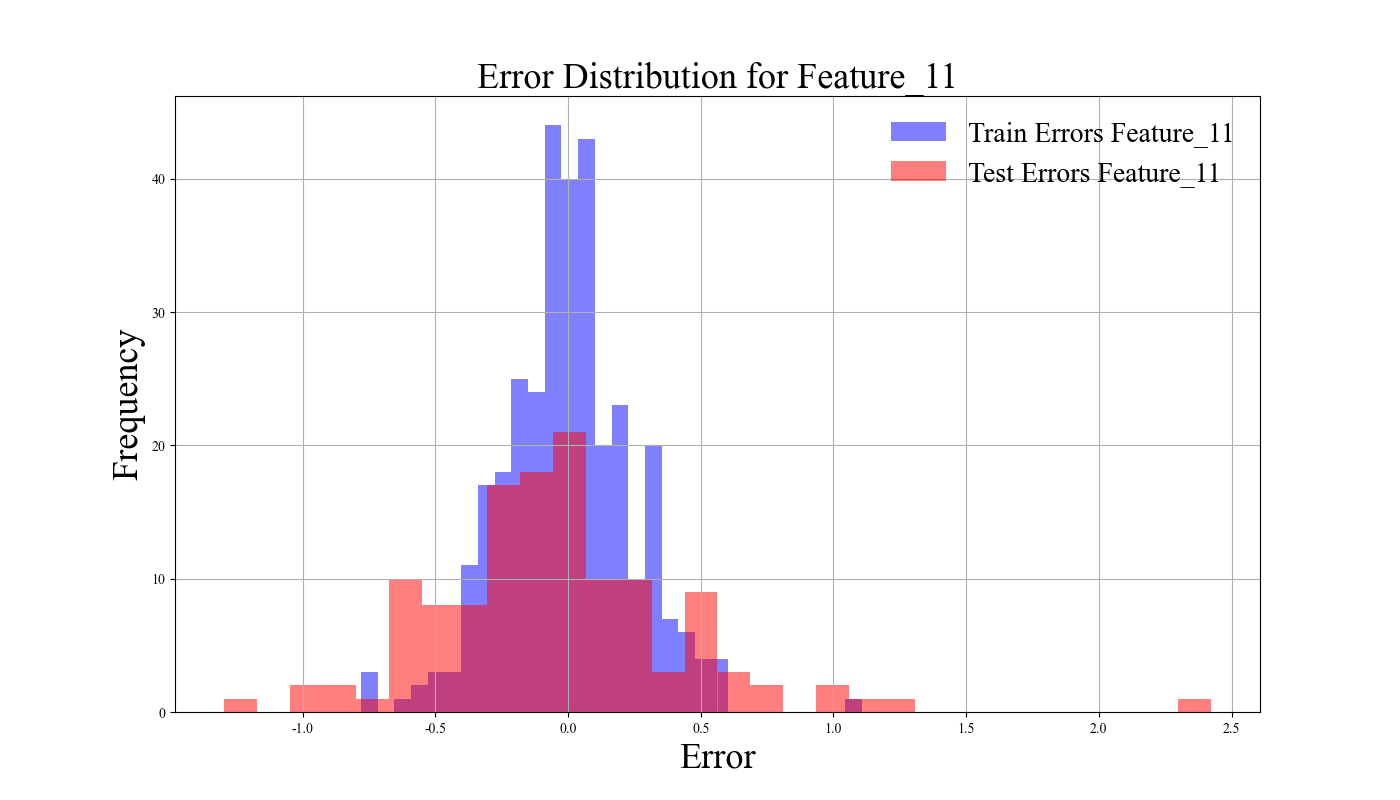 Error Distribution for Feature_11
Train Errors Feature_11
Test Errors Feature_11
Frequency
40
30
20
10
0
-1.0 -0.5 0.0 0.5 1.0 1.5 2.0 2.5
Error